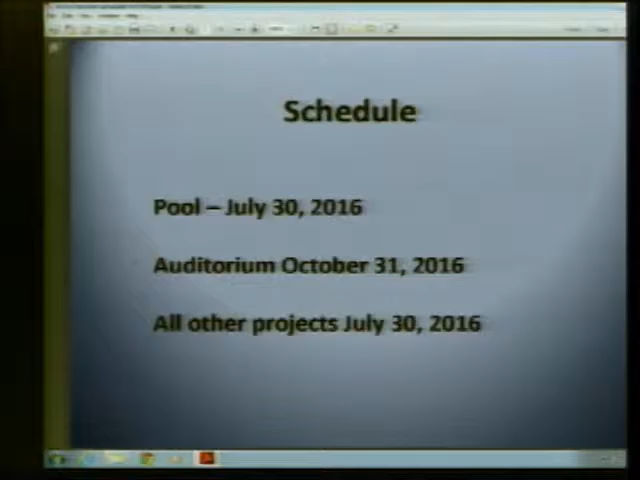 Schedule
Pool – July 30, 2016
Auditorium October 31, 2016
All other projects July 30, 2016